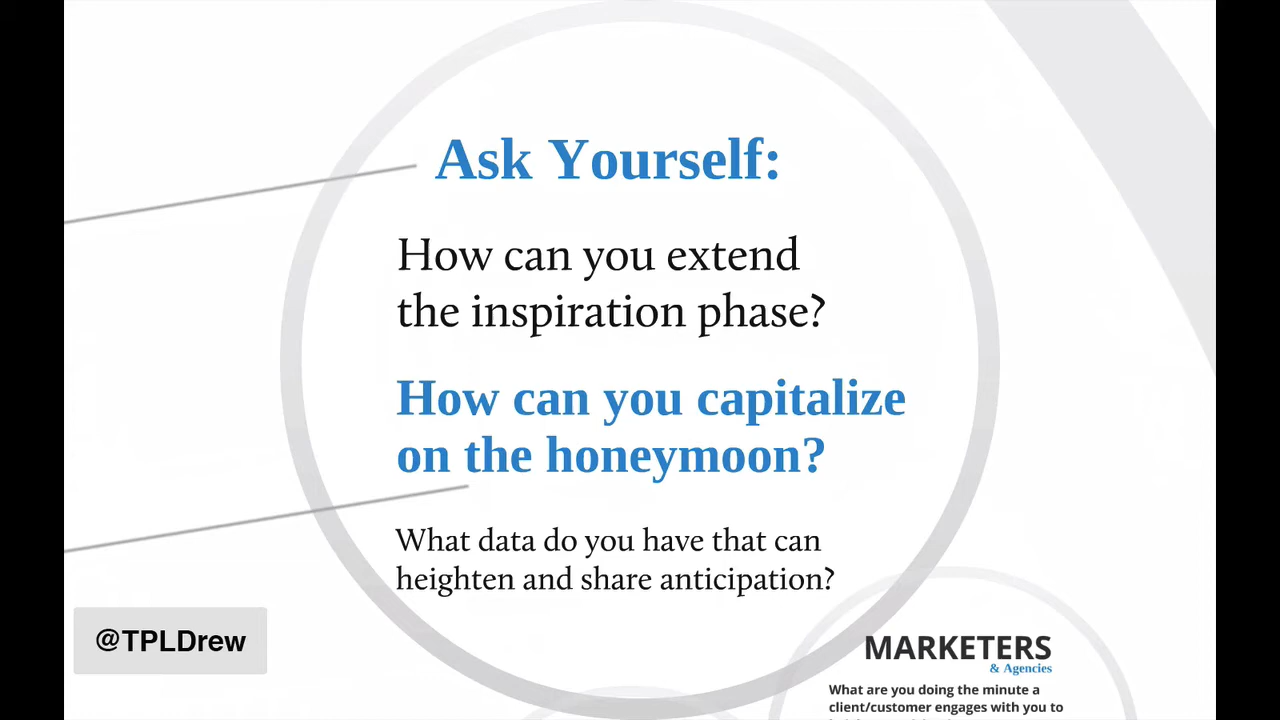 Ask Yourself:
How can you extend
the inspiration phase?
How can you capitalize
on the honeymoon?
What data do you have that can
heighten and share anticipation?
@TPLDrew
MARKETERS
& Agencies
What are you doing the minute a
client/customer engages with you to